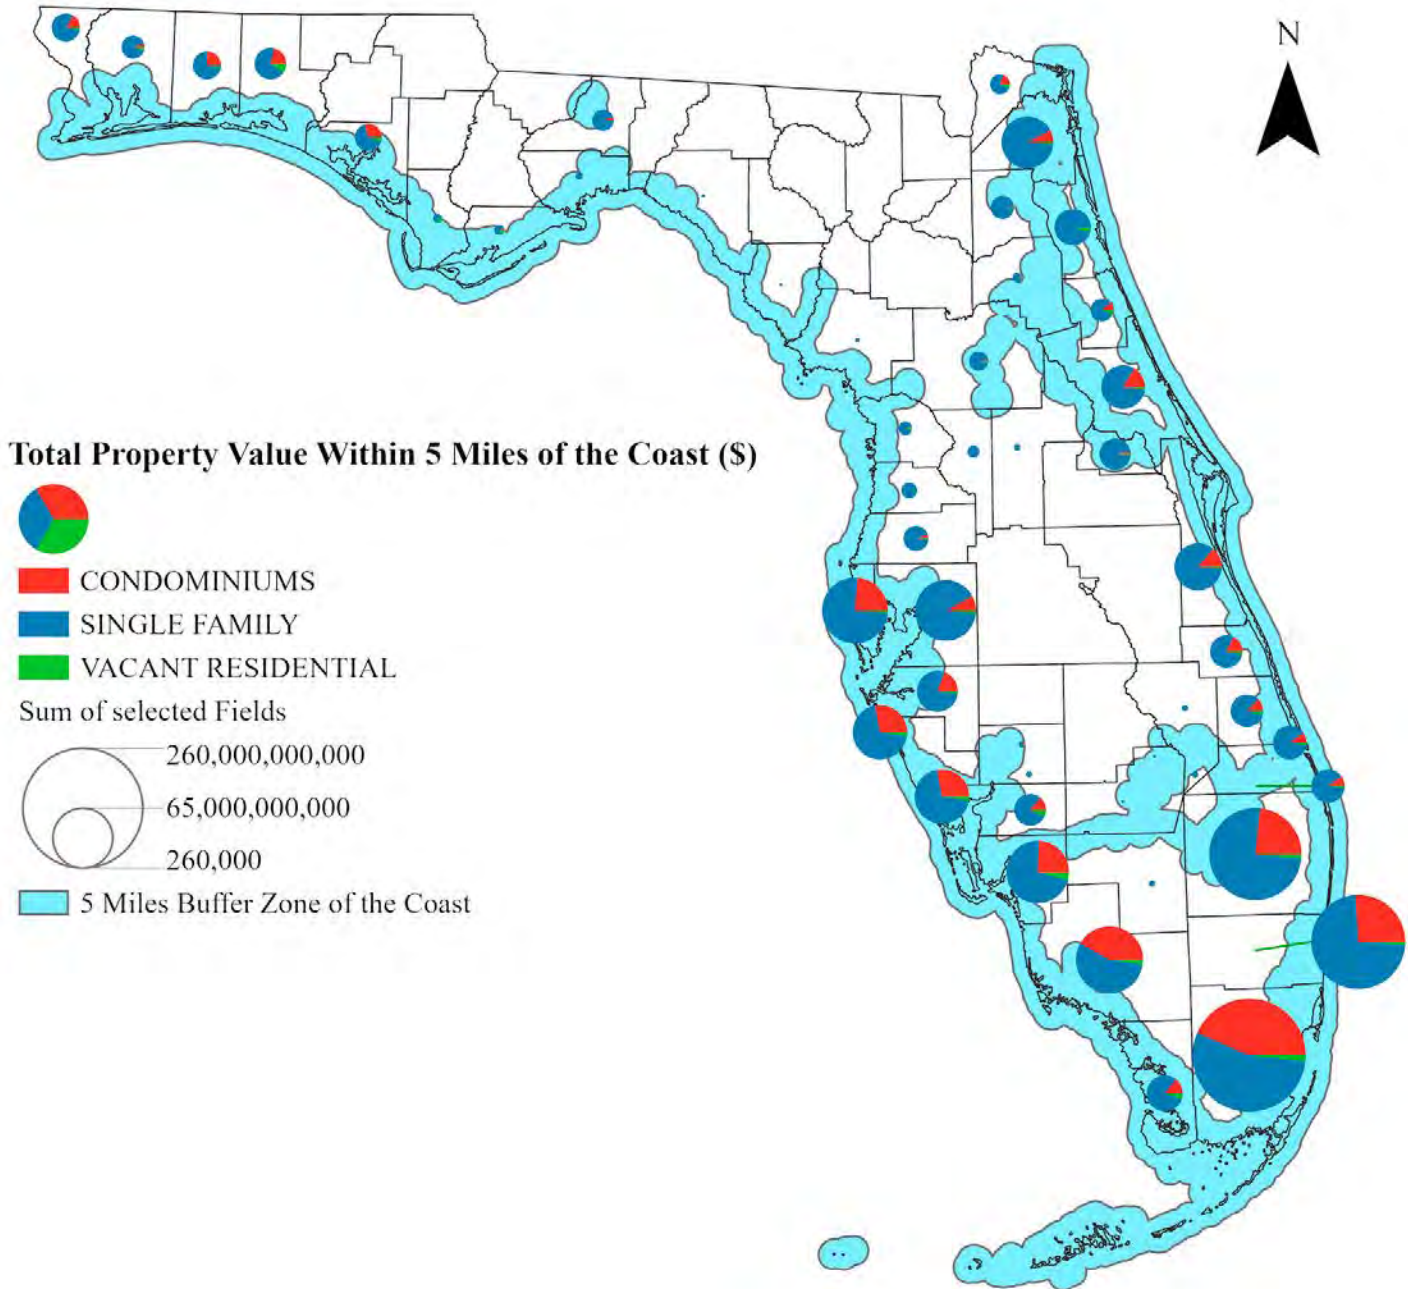 N
Total Property Value Within 5 Miles of the Coast ($)
CONDOMINIUMS
SINGLE FAMILY
VACANT RESIDENTIAL
Sum of selected Fields
260,000,000,000
65,000,000,000
260,000
5 Miles Buffer Zone of the Coast